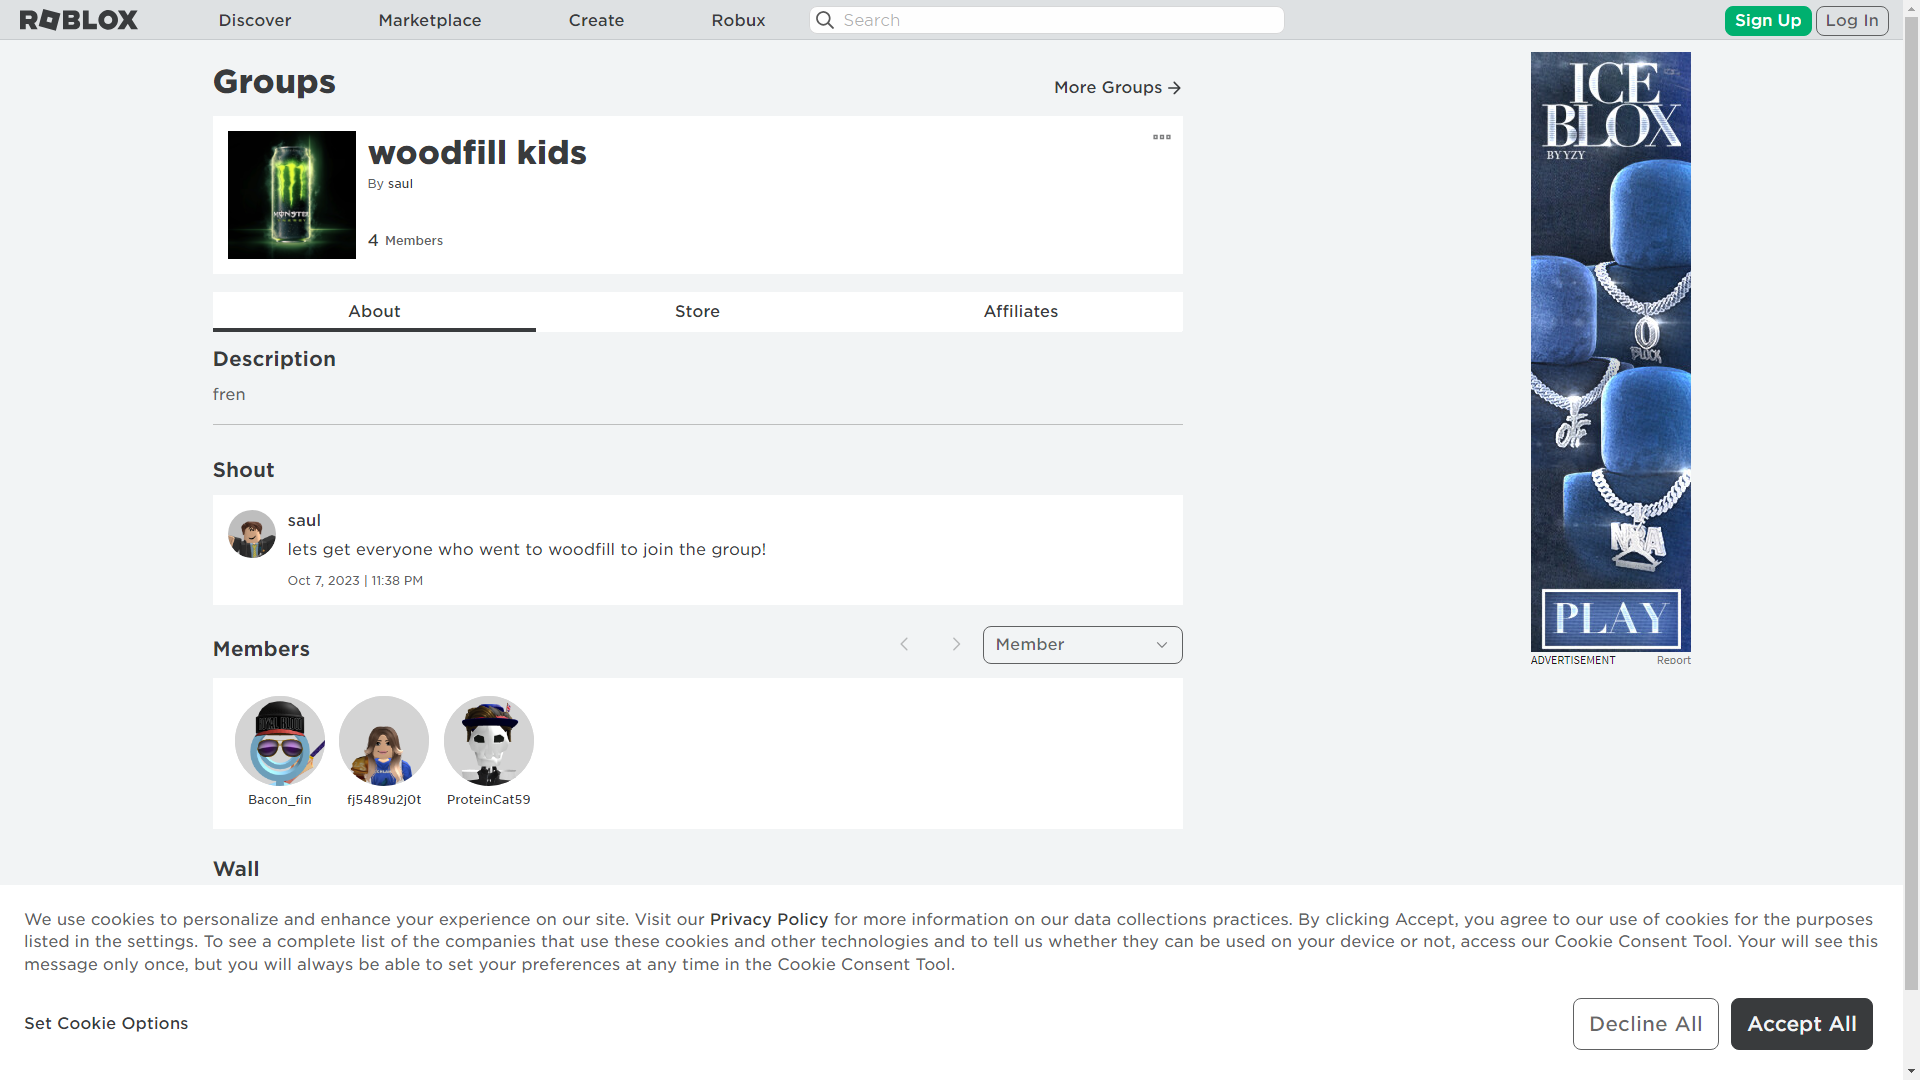 ROBLOX Discover Marketplace Create Robux Search Sign Up Log In
Groups
More Groups
woodfill kids
By saul
4 Members
MONSTER
About Store Affiliates
Description
fren
Shout
saul
lets get everyone who went to woodfill to join the group!
Oct 7, 2023 | 11:38 PM
Members
Member
Bacon_fin fj5489u2j0t ProteinCat59
Wall
ICE
BLOX
BY YZY
O
BLOCK
OFF
NBA
PLAY
ADVERTISEMENT Report
We use cookies to personalize and enhance your experience on our site. Visit our Privacy Policy for more information on our data collections practices. By clicking Accept, you agree to our use of cookies for the purposes
listed in the settings. To see a complete list of the companies that use these cookies and other technologies and to tell us whether they can be used on your device or not, access our Cookie Consent Tool. Your will see this
message only once, but you will always be able to set your preferences at any time in the Cookie Consent Tool.
Set Cookie Options
Decline All
Accept All